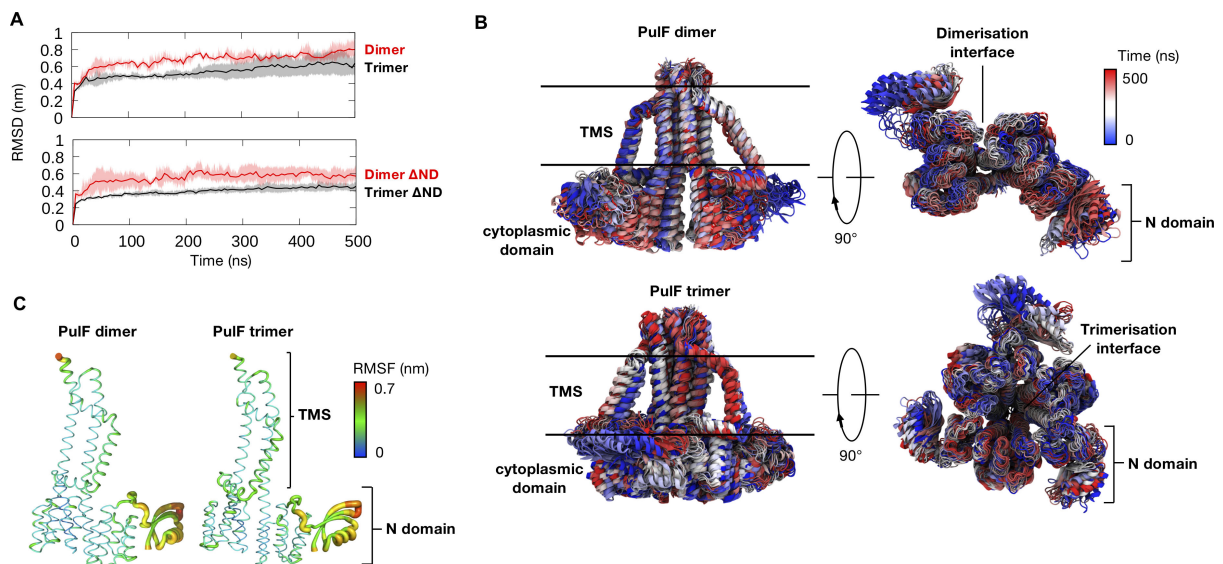 A
RMSD (nm)
1
0.8
0.6
0.4
0.2
0
Dimer
Trimer
1
0.8
0.6
0.4
0.2
0
Dimer ΔND
Trimer ΔND
0 100 200 300 400 500
Time (ns)
B
PulF dimer
TMS
cytoplasmic
domain
90°
Dimerisation
interface
Time (ns)
500
0
N domain
PulF trimer
TMS
cytoplasmic
domain
90°
Trimerisation
interface
N domain
C
PulF dimer
PulF trimer
RMSF (nm)
0.7
0
TMS
N domain